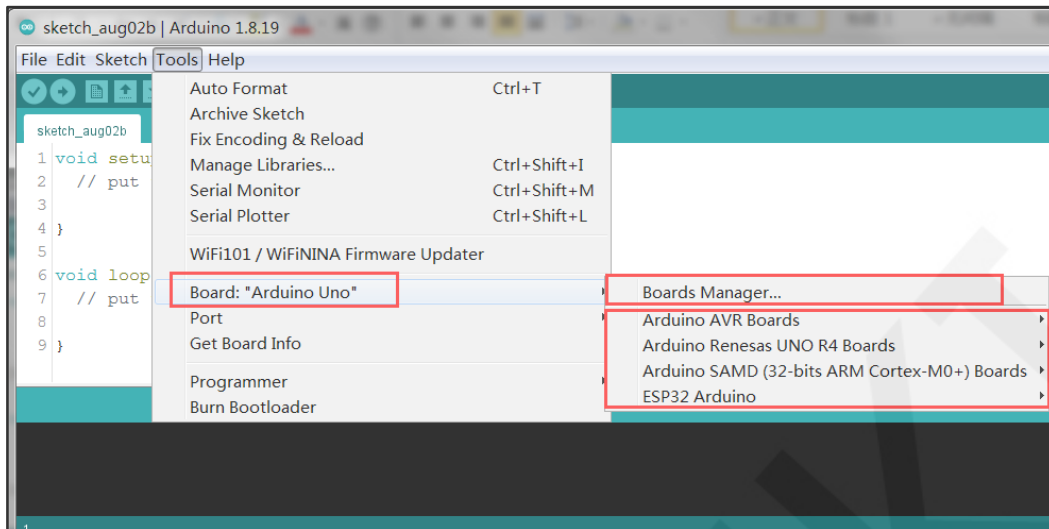 sketch_aug02b | Arduino 1.8.19
File Edit Sketch Tools Help
Auto Format Ctrl+T
Archive Sketch
sketch_aug02b
Fix Encoding & Reload
1 void setu
Manage Libraries... Ctrl+Shift+I
2 // put
Serial Monitor Ctrl+Shift+M
3
Serial Plotter Ctrl+Shift+L
4 }
5
WiFi101 / WiFiNINA Firmware Updater
6 void loop
Board: "Arduino Uno" Boards Manager...
7 // put
Port Arduino AVR Boards
8
Get Board Info Arduino Renesas UNO R4 Boards
9 }
Arduino SAMD (32-bits ARM Cortex-M0+) Boards
Programmer
ESP32 Arduino
Burn Bootloader
1